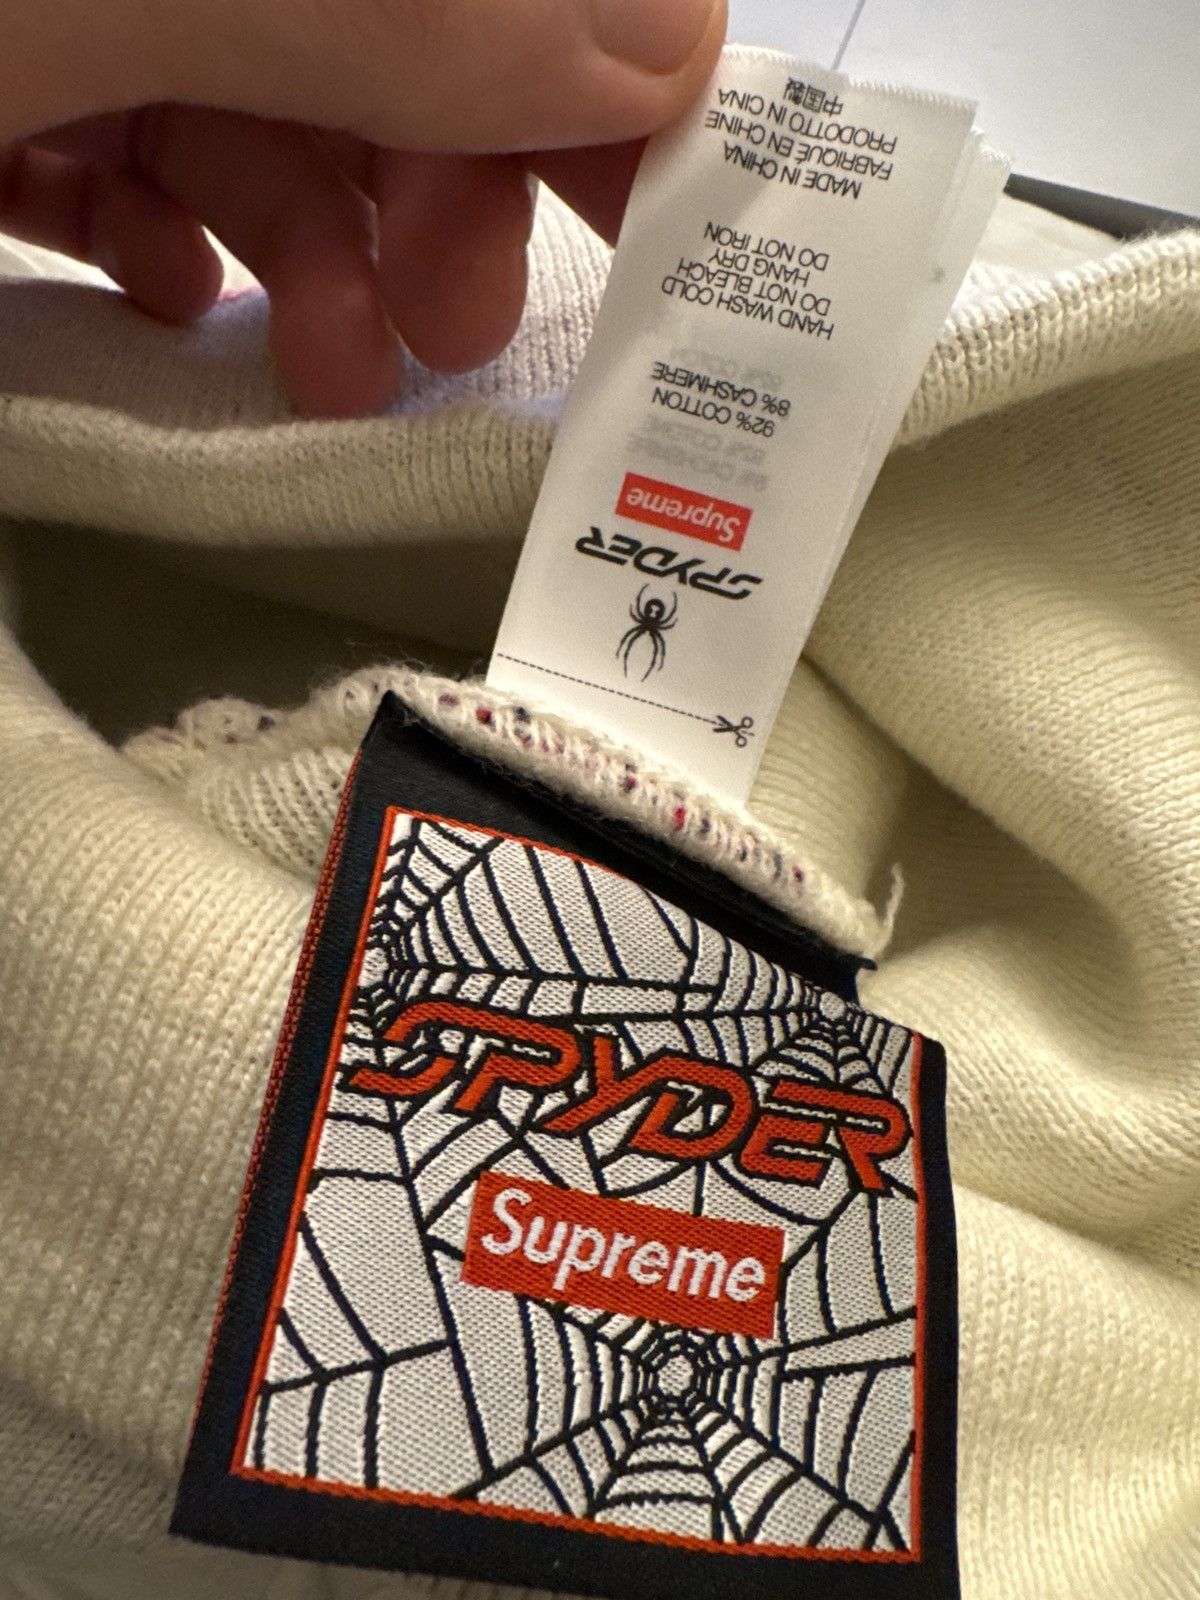 SPYDER
Supreme
92% COTTON
8% CASHMERE
HAND WASH COLD
DO NOT BLEACH
HANG DRY
DO NOT IRON
MADE IN CHINA
FABRIQUÉ EN CHINE
PRODOTTO IN CINA
中国製
SPYDER
Supreme